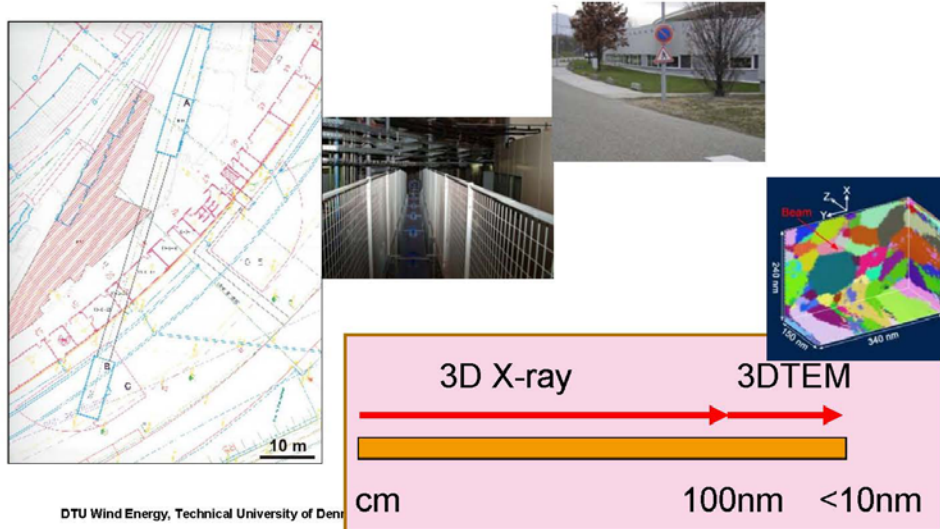 A
B
C
10 m
Z
X
Y
Beam
240 nm
150 nm
340 nm
3D X-ray
3DTEM
cm
100nm
<10nm
DTU Wind Energy, Technical University of Denr